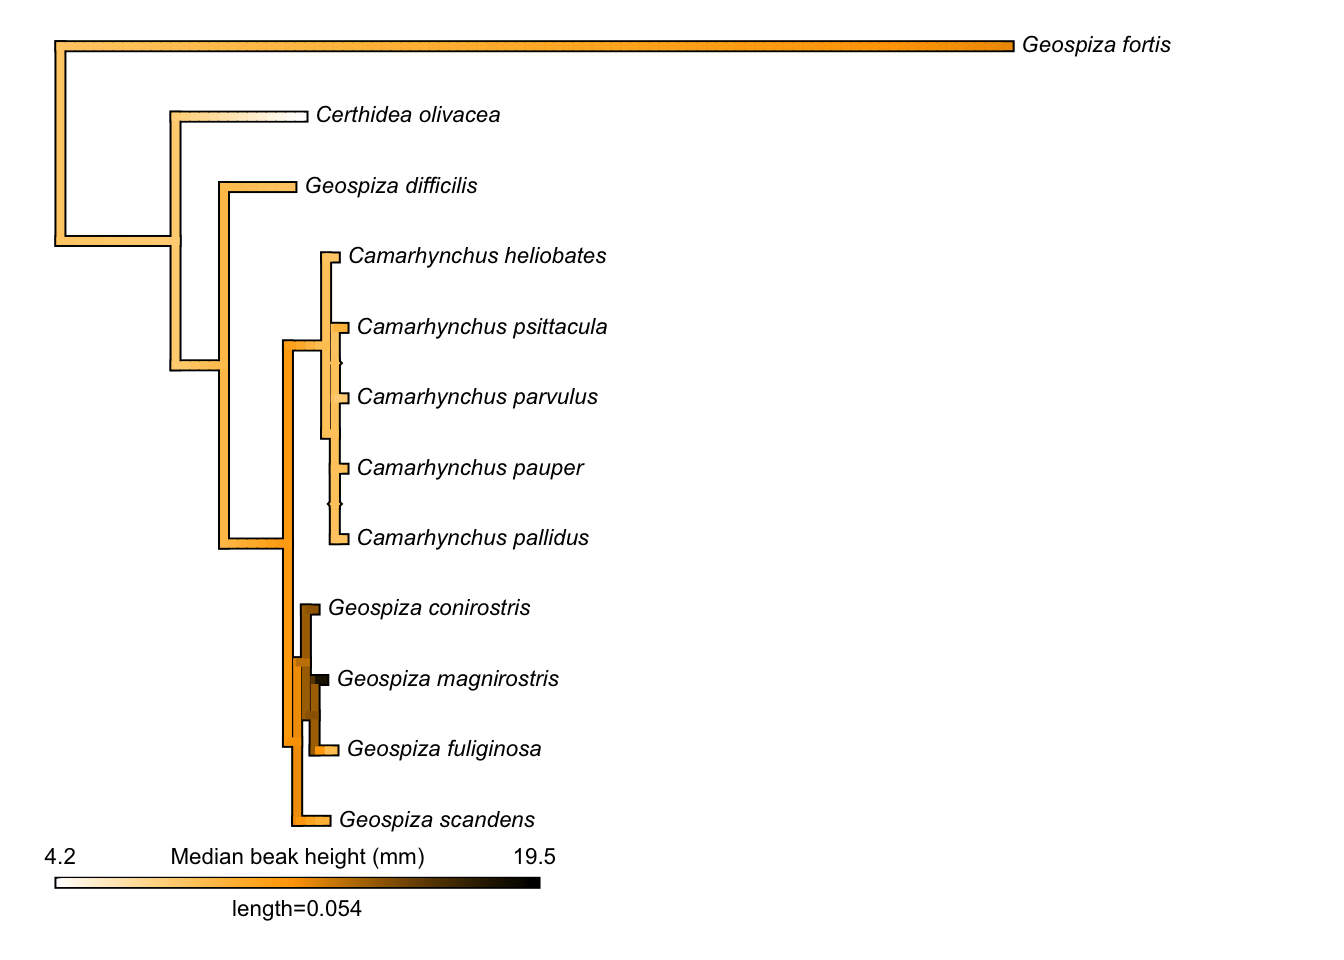 Geospiza fortis
Certhidea olivacea
Geospiza difficilis
Camarhynchus heliobates
Camarhynchus psittacula
Camarhynchus parvulus
Camarhynchus pauper
Camarhynchus pallidus
Geospiza conirostris
Geospiza magnirostris
Geospiza fuliginosa
Geospiza scandens
4.2 Median beak height (mm) 19.5
length=0.054